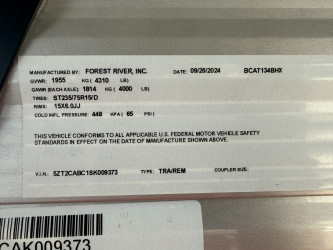 MANUFACTURED BY: FOREST RIVER, INC. DATE: 09/26/2024 BCAT134BHX
GVWR: 1955 KG ( 4310 LB)
GAWR (EACH AXLE): 1814 KG ( 4000 LB)
TIRES: ST235/75R15/D
RIMS: 15X6.0JJ
COLD INFL. PRESSURE: 448 KPA ( 65 PSI/ )
THIS VEHICLE CONFORMS TO ALL APPLICABLE U.S. FEDERAL MOTOR VEHICLE SAFETY
STANDARDS IN EFFECT ON THE DATE OF MANUFACTURE SHOWN ABOVE.
V.I.N.: 5ZT2CABC1SK009373 TYPE: TRA/REM COUPLER SIZE:
CAK009373